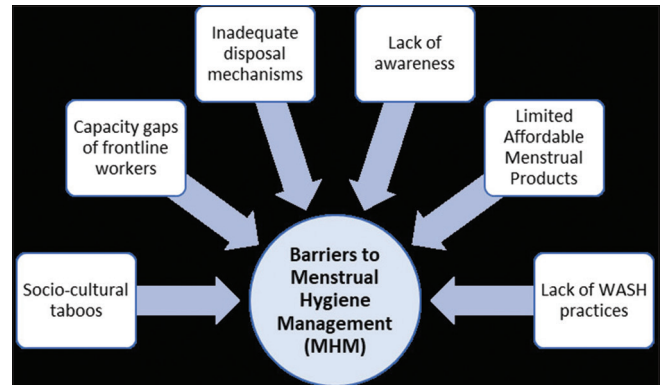 Inadequate
disposal
mechanisms
Lack of
awareness
Capacity gaps
of frontline
workers
Limited
Affordable
Menstrual
Products
Socio-cultural
taboos
Barriers to
Menstrual
Hygiene
Management
(MHM)
Lack of WASH
practices